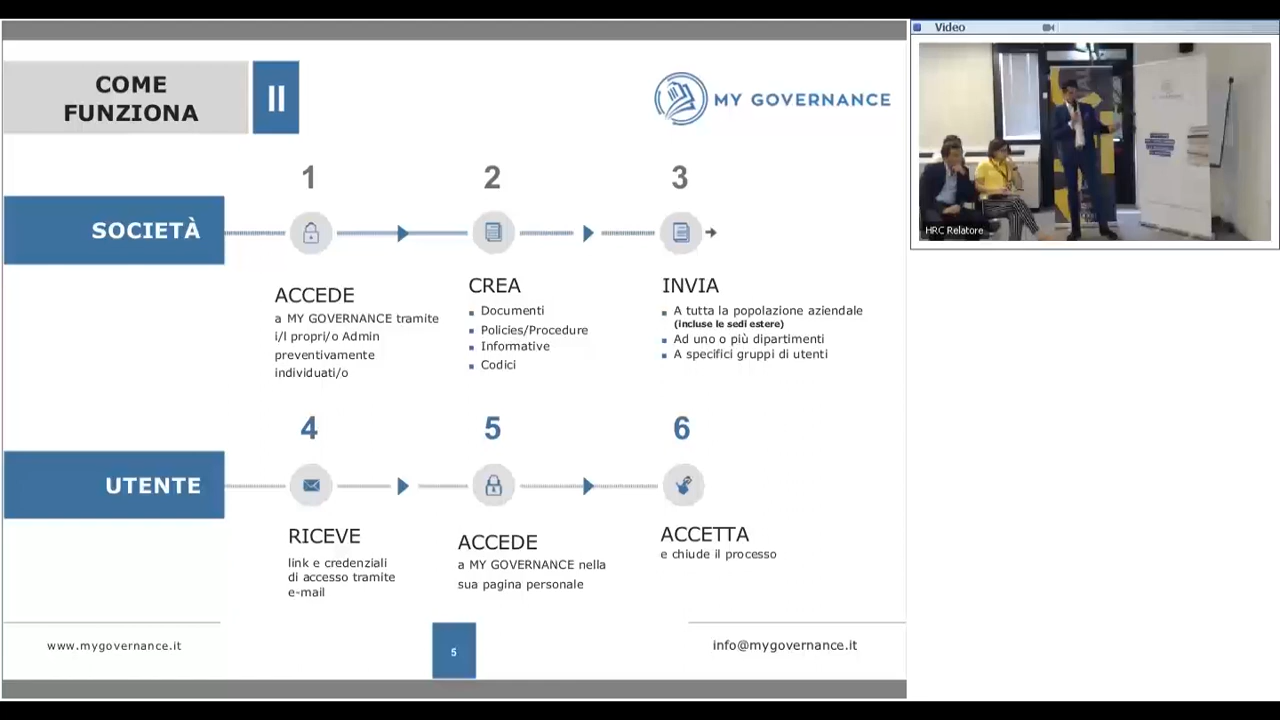 Video
COME
FUNZIONA
II
MY GOVERNANCE
HRC Relatore
1
2
3
SOCIETÀ
ACCEDE
a MY GOVERNANCE tramite
i/l propri/o Admin
preventivamente
individuati/o
CREA
Documenti
Policies/Procedure
Informative
Codici
INVIA
A tutta la popolazione aziendale
(incluse le sedi estere)
Ad uno o più dipartimenti
A specifici gruppi di utenti
4
5
6
UTENTE
RICEVE
link e credenziali
di accesso tramite
e-mail
ACCEDE
a MY GOVERNANCE nella
sua pagina personale
ACCETTA
e chiude il processo
www.mygovernance.it
5
info@mygovernance.it